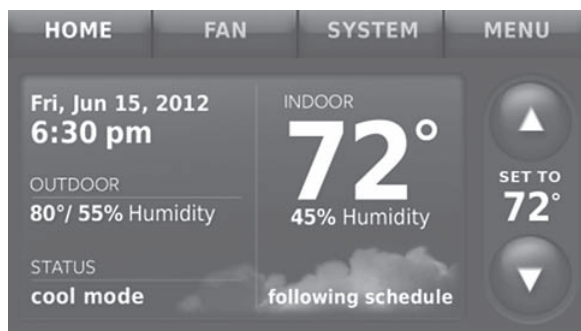 HOME FAN SYSTEM MENU
Fri, Jun 15, 2012
6:30 pm
OUTDOOR
80°/ 55% Humidity
STATUS
cool mode
INDOOR
72°
45% Humidity
following schedule
SET TO
72°